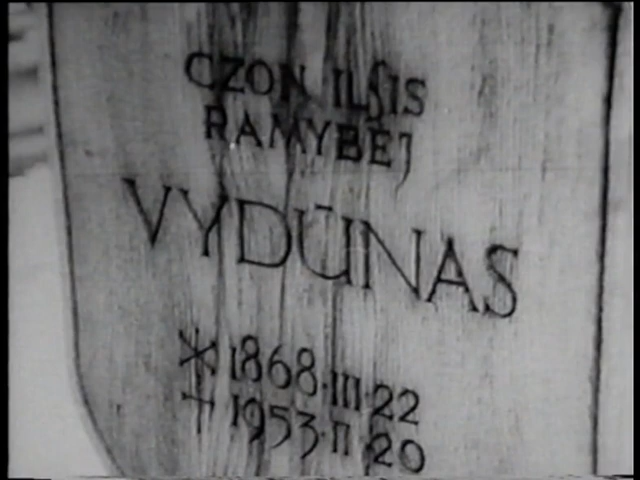 CZON ILSIS
RAMYBĖJ
VYDŪNAS
* 1868·III·22
† 1953·II·20